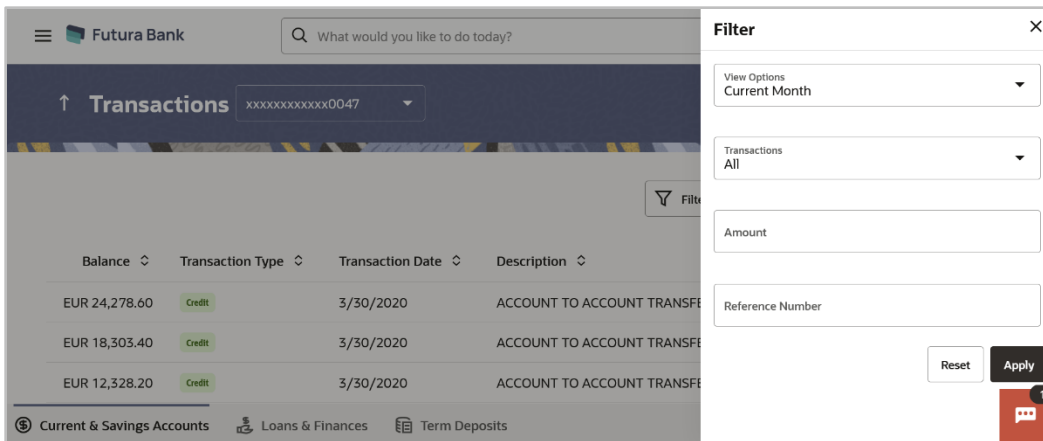 Futura Bank
What would you like to do today?
Transactions xxxxxxxxxxxx0047
Balance Transaction Type Transaction Date Description
EUR 24,278.60 Credit 3/30/2020 ACCOUNT TO ACCOUNT
EUR 18,303.40 Credit 3/30/2020 ACCOUNT TO ACCOUNT
EUR 12,328.20 Credit 3/30/2020 ACCOUNT TO ACCOUNT
Current & Savings Accounts Loans & Finances Term Deposits
Filter
View Options
Current Month
Transactions
All
Amount
Reference Number
Reset Apply